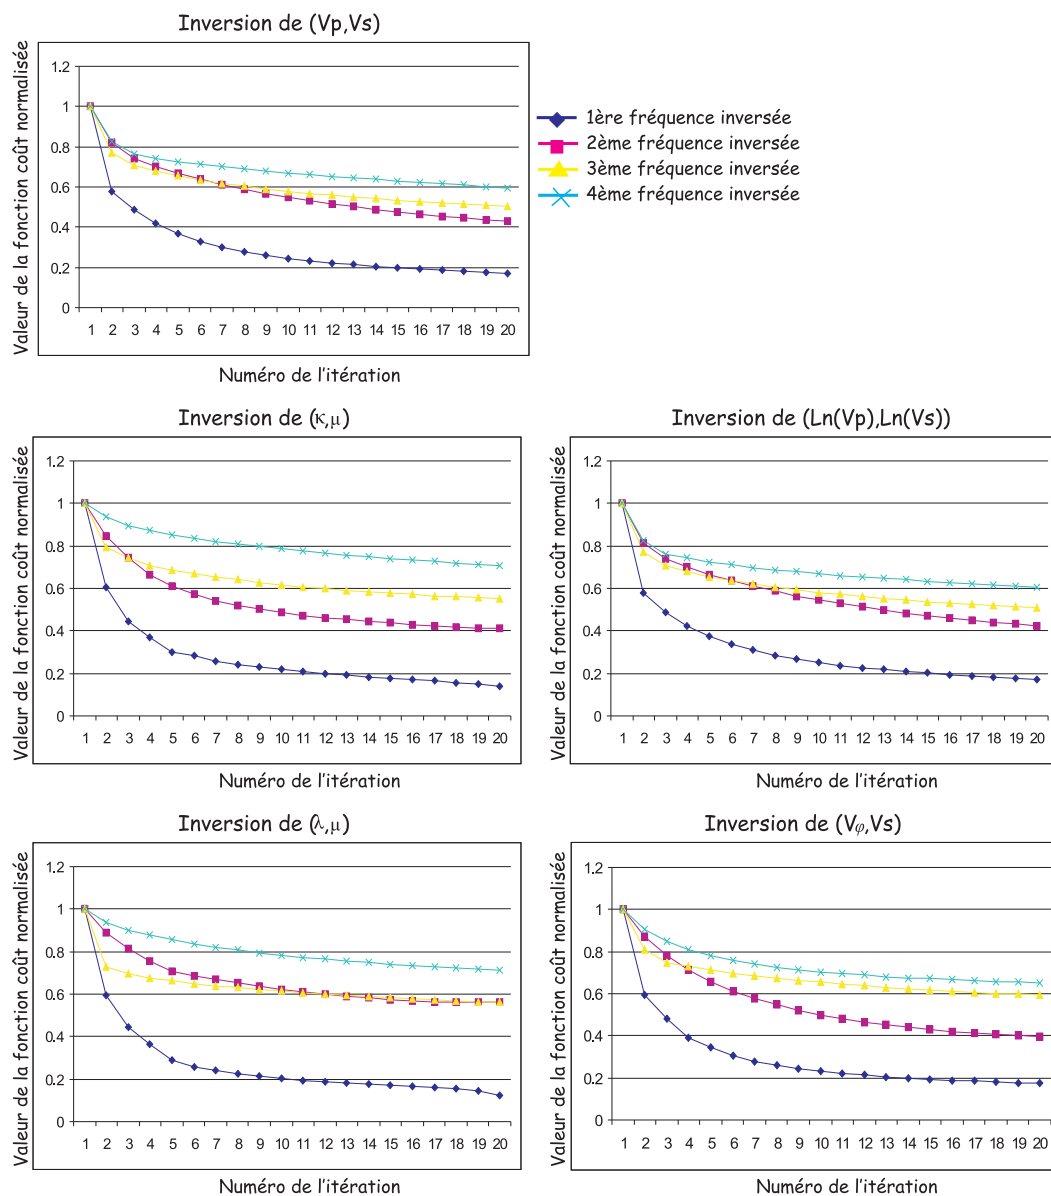 Inversion de (Vp,Vs)
Valeur de la fonction coût normalisée
1.2
1
0.8
0.6
0.4
0.2
0
1 2 3 4 5 6 7 8 9 10 11 12 13 14 15 16 17 18 19 20
Numéro de l'itération
1ère fréquence inversée
2ème fréquence inversée
3ème fréquence inversée
4ème fréquence inversée
Inversion de (κ,μ)
Valeur de la fonction coût normalisée
1.2
1
0.8
0.6
0.4
0.2
0
1 2 3 4 5 6 7 8 9 10 11 12 13 14 15 16 17 18 19 20
Numéro de l'itération
Inversion de (Ln(Vp),Ln(Vs))
Valeur de la fonction coût normalisée
1.2
1
0.8
0.6
0.4
0.2
0
1 2 3 4 5 6 7 8 9 10 11 12 13 14 15 16 17 18 19 20
Numéro de l'itération
Inversion de (λ,μ)
Valeur de la fonction coût normalisée
1.2
1
0.8
0.6
0.4
0.2
0
1 2 3 4 5 6 7 8 9 10 11 12 13 14 15 16 17 18 19 20
Numéro de l'itération
Inversion de (Vφ,Vs)
Valeur de la fonction coût normalisée
1.2
1
0.8
0.6
0.4
0.2
0
1 2 3 4 5 6 7 8 9 10 11 12 13 14 15 16 17 18 19 20
Numéro de l'itération